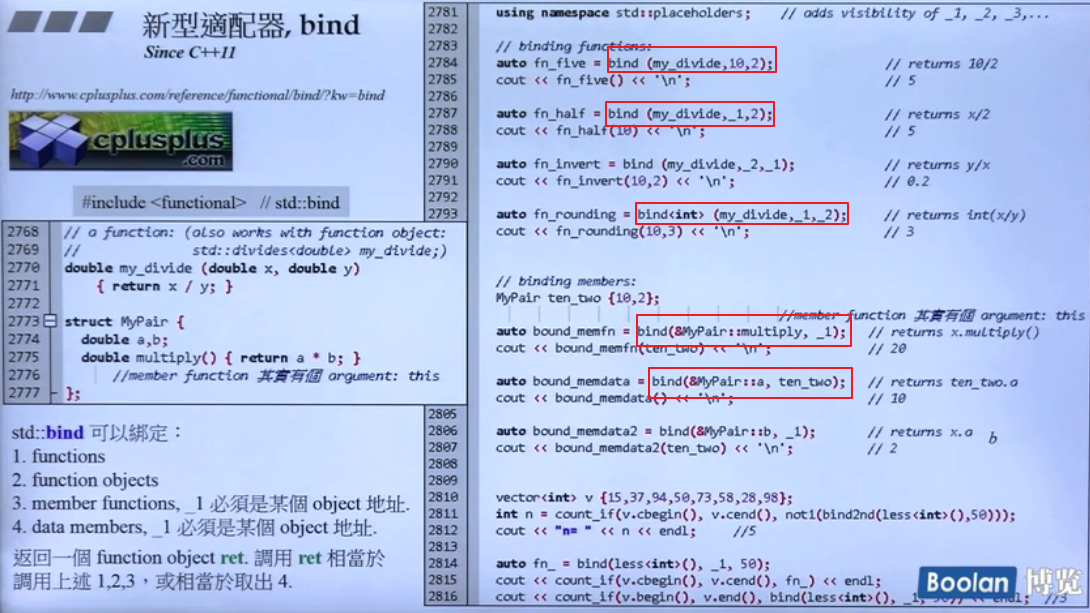 新型適配器, bind
Since C++11
http://www.cplusplus.com/reference/functional/bind/?kw=bind
cplusplus
.com
#include <functional> // std::bind
2768 // a function: (also works with function object:
2769 // std::divides<double> my_divide;)
2770 double my_divide (double x, double y)
2771 { return x / y; }
2772
2773 struct MyPair {
2774 double a,b;
2775 double multiply() { return a * b; }
2776 //member function 其實有個 argument: this
2777 };
std::bind 可以綁定：
1. functions
2. function objects
3. member functions, _1 必須是某個 object 地址.
4. data members, _1 必須是某個 object 地址.
返回一個 function object ret. 調用 ret 相當於
調用上述 1,2,3，或相當於取出 4.
2781 using namespace std::placeholders; // adds visibility of _1, _2, _3,...
2782
2783 // binding functions:
2784 auto fn_five = bind (my_divide,10,2); // returns 10/2
2785 cout << fn_five() << '\n'; // 5
2786
2787 auto fn_half = bind (my_divide,_1,2); // returns x/2
2788 cout << fn_half(10) << '\n'; // 5
2789
2790 auto fn_invert = bind (my_divide,_2,_1); // returns y/x
2791 cout << fn_invert(10,2) << '\n'; // 0.2
2792
2793 auto fn_rounding = bind<int> (my_divide,_1,_2); // returns int(x/y)
cout << fn_rounding(10,3) << '\n'; // 3
// binding members:
MyPair ten_two {10,2};
//member function 其實有個 argument: this
auto bound_memfn = bind(&MyPair::multiply, _1); // returns x.multiply()
cout << bound_memfn(ten_two) << '\n'; // 20
auto bound_memdata = bind(&MyPair::a, ten_two); // returns ten_two.a
cout << bound_memdata() << '\n'; // 10
2805
2806 auto bound_memdata2 = bind(&MyPair::b, _1); // returns x.a b
2807 cout << bound_memdata2(ten_two) << '\n'; // 2
2808
2809
2810 vector<int> v {15,37,94,50,73,58,28,98};
2811 int n = count_if(v.cbegin(), v.cend(), not1(bind2nd(less<int>(),50)));
2812 cout << "n= " << n << endl; //5
2813
2814 auto fn_ = bind(less<int>(), _1, 50);
2815 cout << count_if(v.cbegin(), v.cend(), fn_) << endl;
2816 cout << count_if(v.begin(), v.end(), bind(less<int>(), _1, 50)) << endl; //3
Boolan 博览